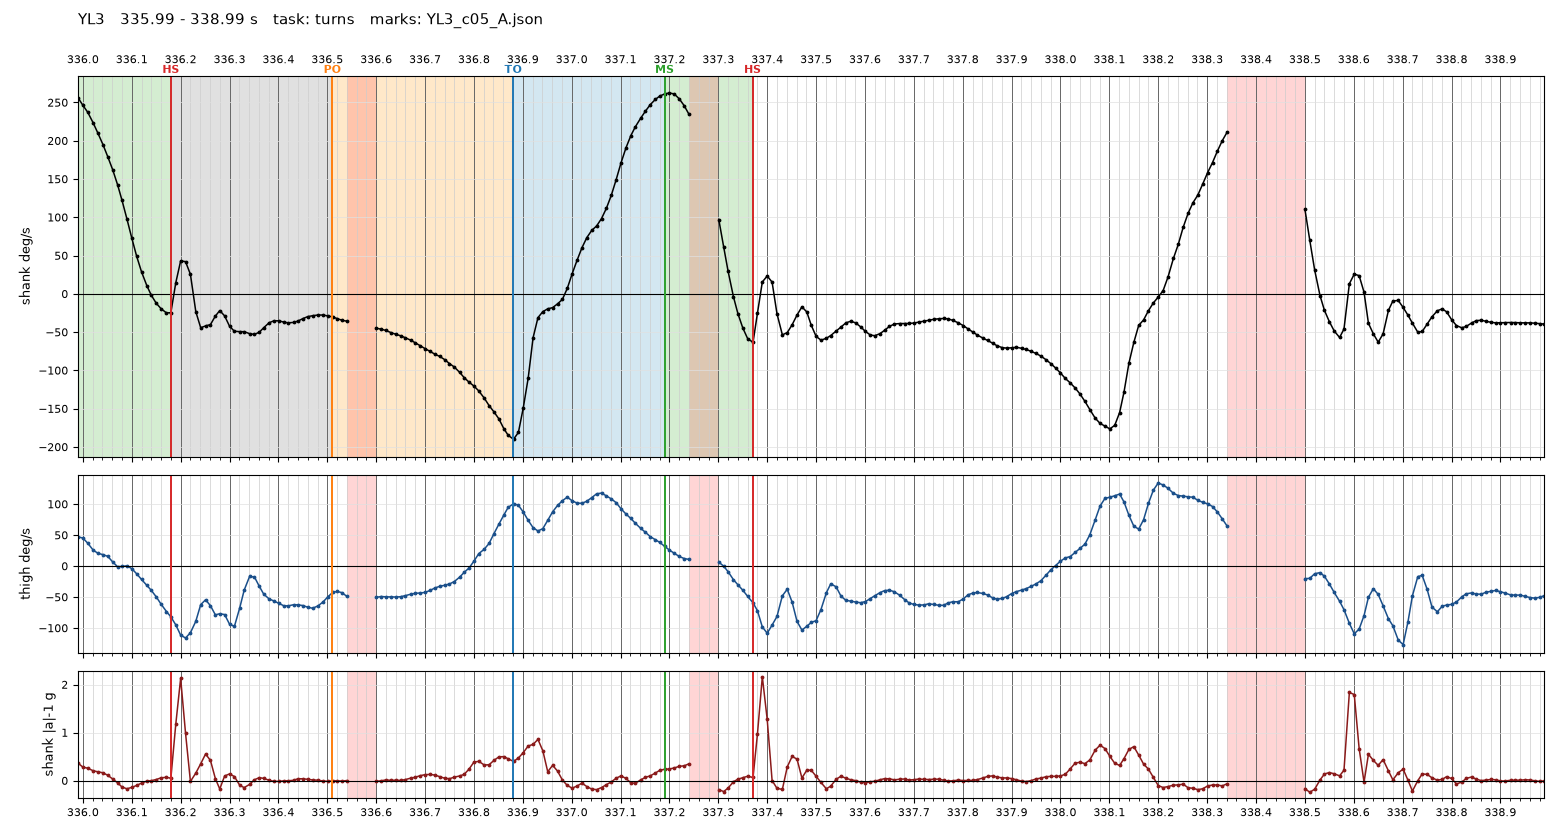 YL3   335.99 - 338.99 s   task: turns   marks: YL3_c05_A.json
336.0 336.1 336.2 336.3 336.4 336.5 336.6 336.7 336.8 336.9 337.0 337.1 337.2 337.3 337.4 337.5 337.6 337.7 337.8 337.9 338.0 338.1 338.2 338.3 338.4 338.5 338.6 338.7 338.8 338.9
HS PO TO MS HS
250
200
150
100
50
0
−50
−100
−150
−200
shank deg/s
100
50
0
−50
−100
thigh deg/s
2
1
0
shank |a|-1 g
336.0 336.1 336.2 336.3 336.4 336.5 336.6 336.7 336.8 336.9 337.0 337.1 337.2 337.3 337.4 337.5 337.6 337.7 337.8 337.9 338.0 338.1 338.2 338.3 338.4 338.5 338.6 338.7 338.8 338.9